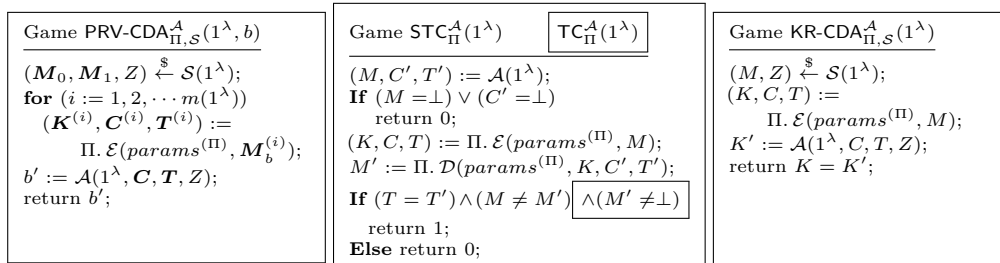 Game PRV-CDA^𝒜_{Π,𝒮}(1^λ, b)
(M_0, M_1, Z) ←$ 𝒮(1^λ);
for (i := 1, 2, ⋯ m(1^λ))
(K^(i), C^(i), T^(i)) :=
Π. ℰ(params^(Π), M_b^(i));
b′ := 𝒜(1^λ, C, T, Z);
return b′;
Game STC^𝒜_Π(1^λ) TC^𝒜_Π(1^λ)
(M, C′, T′) := 𝒜(1^λ);
If (M =⊥) ∨ (C′ =⊥)
return 0;
(K, C, T) := Π. ℰ(params^(Π), M);
M′ := Π. 𝒟(params^(Π), K, C′, T′);
If (T = T′) ∧ (M ≠ M′) ∧(M′ ≠⊥)
return 1;
Else return 0;
Game KR-CDA^𝒜_{Π,𝒮}(1^λ)
(M, Z) ←$ 𝒮(1^λ);
(K, C, T) :=
Π. ℰ(params^(Π), M);
K′ := 𝒜(1^λ, C, T, Z);
return K = K′;